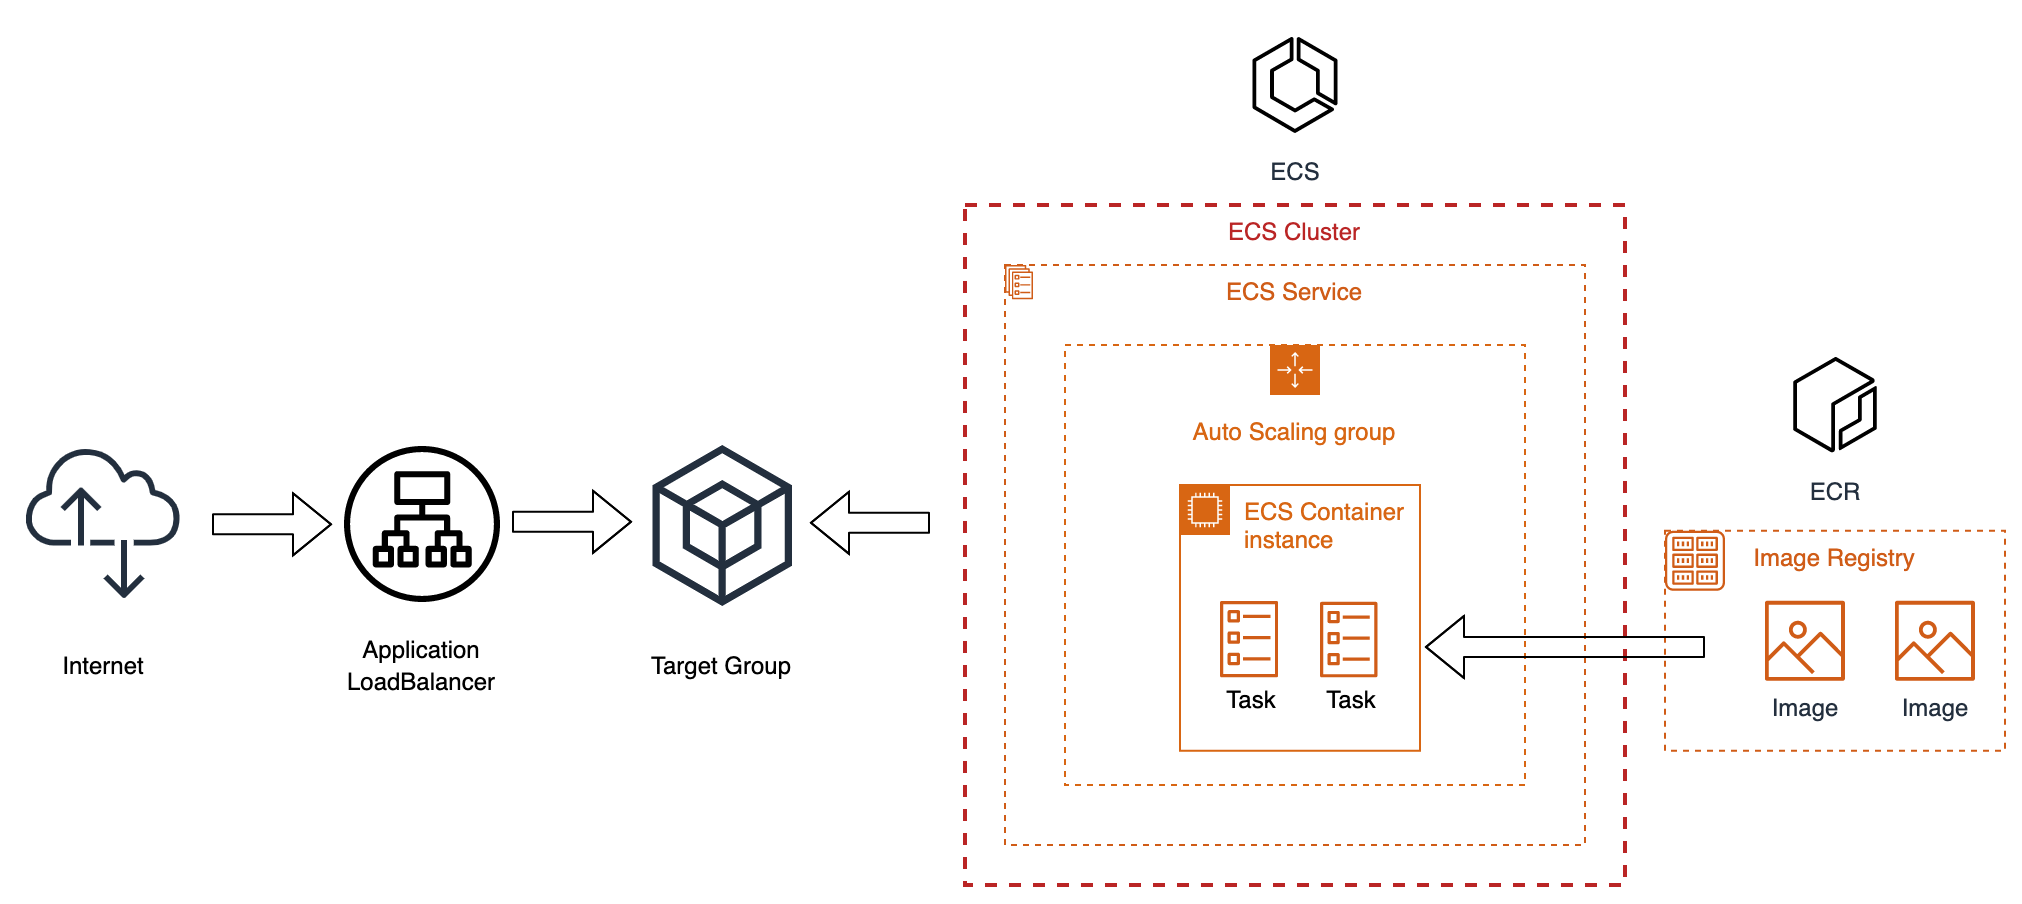 ECS
ECS Cluster
ECS Service
Auto Scaling group
ECS Container
instance
Task
Task
ECR
Image Registry
Image
Image
Internet
Application
LoadBalancer
Target Group